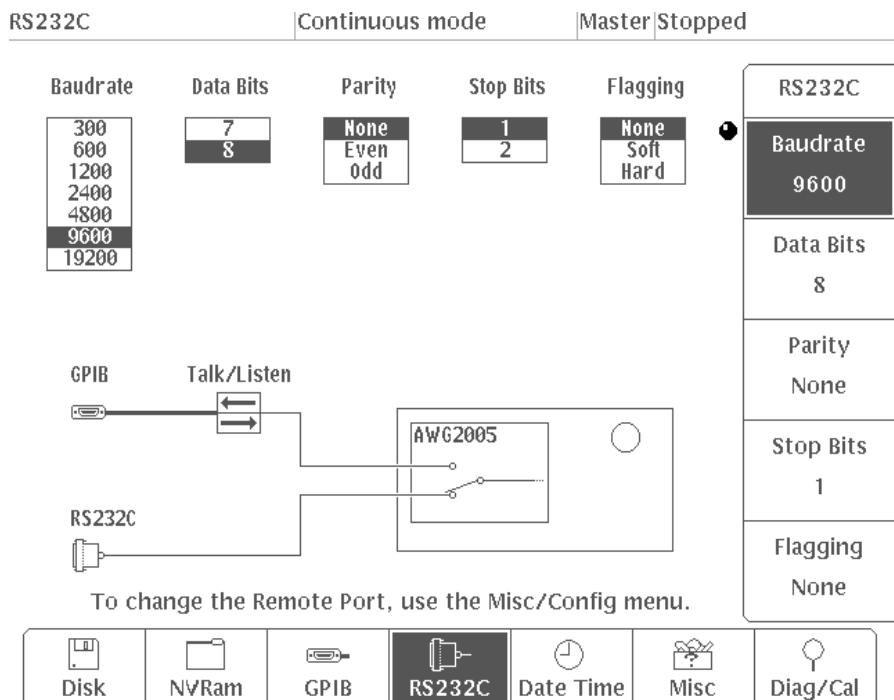 RS232C Continuous mode Master Stopped
Baudrate Data Bits Parity Stop Bits Flagging
300
600
1200
2400
4800
9600
19200
7
8
None
Even
Odd
1
2
None
Soft
Hard
RS232C
Baudrate
9600
Data Bits
8
Parity
None
Stop Bits
1
Flagging
None
GPIB Talk/Listen
AWG2005
RS232C
To change the Remote Port, use the Misc/Config menu.
Disk NVRam GPIB RS232C Date Time Misc Diag/Cal